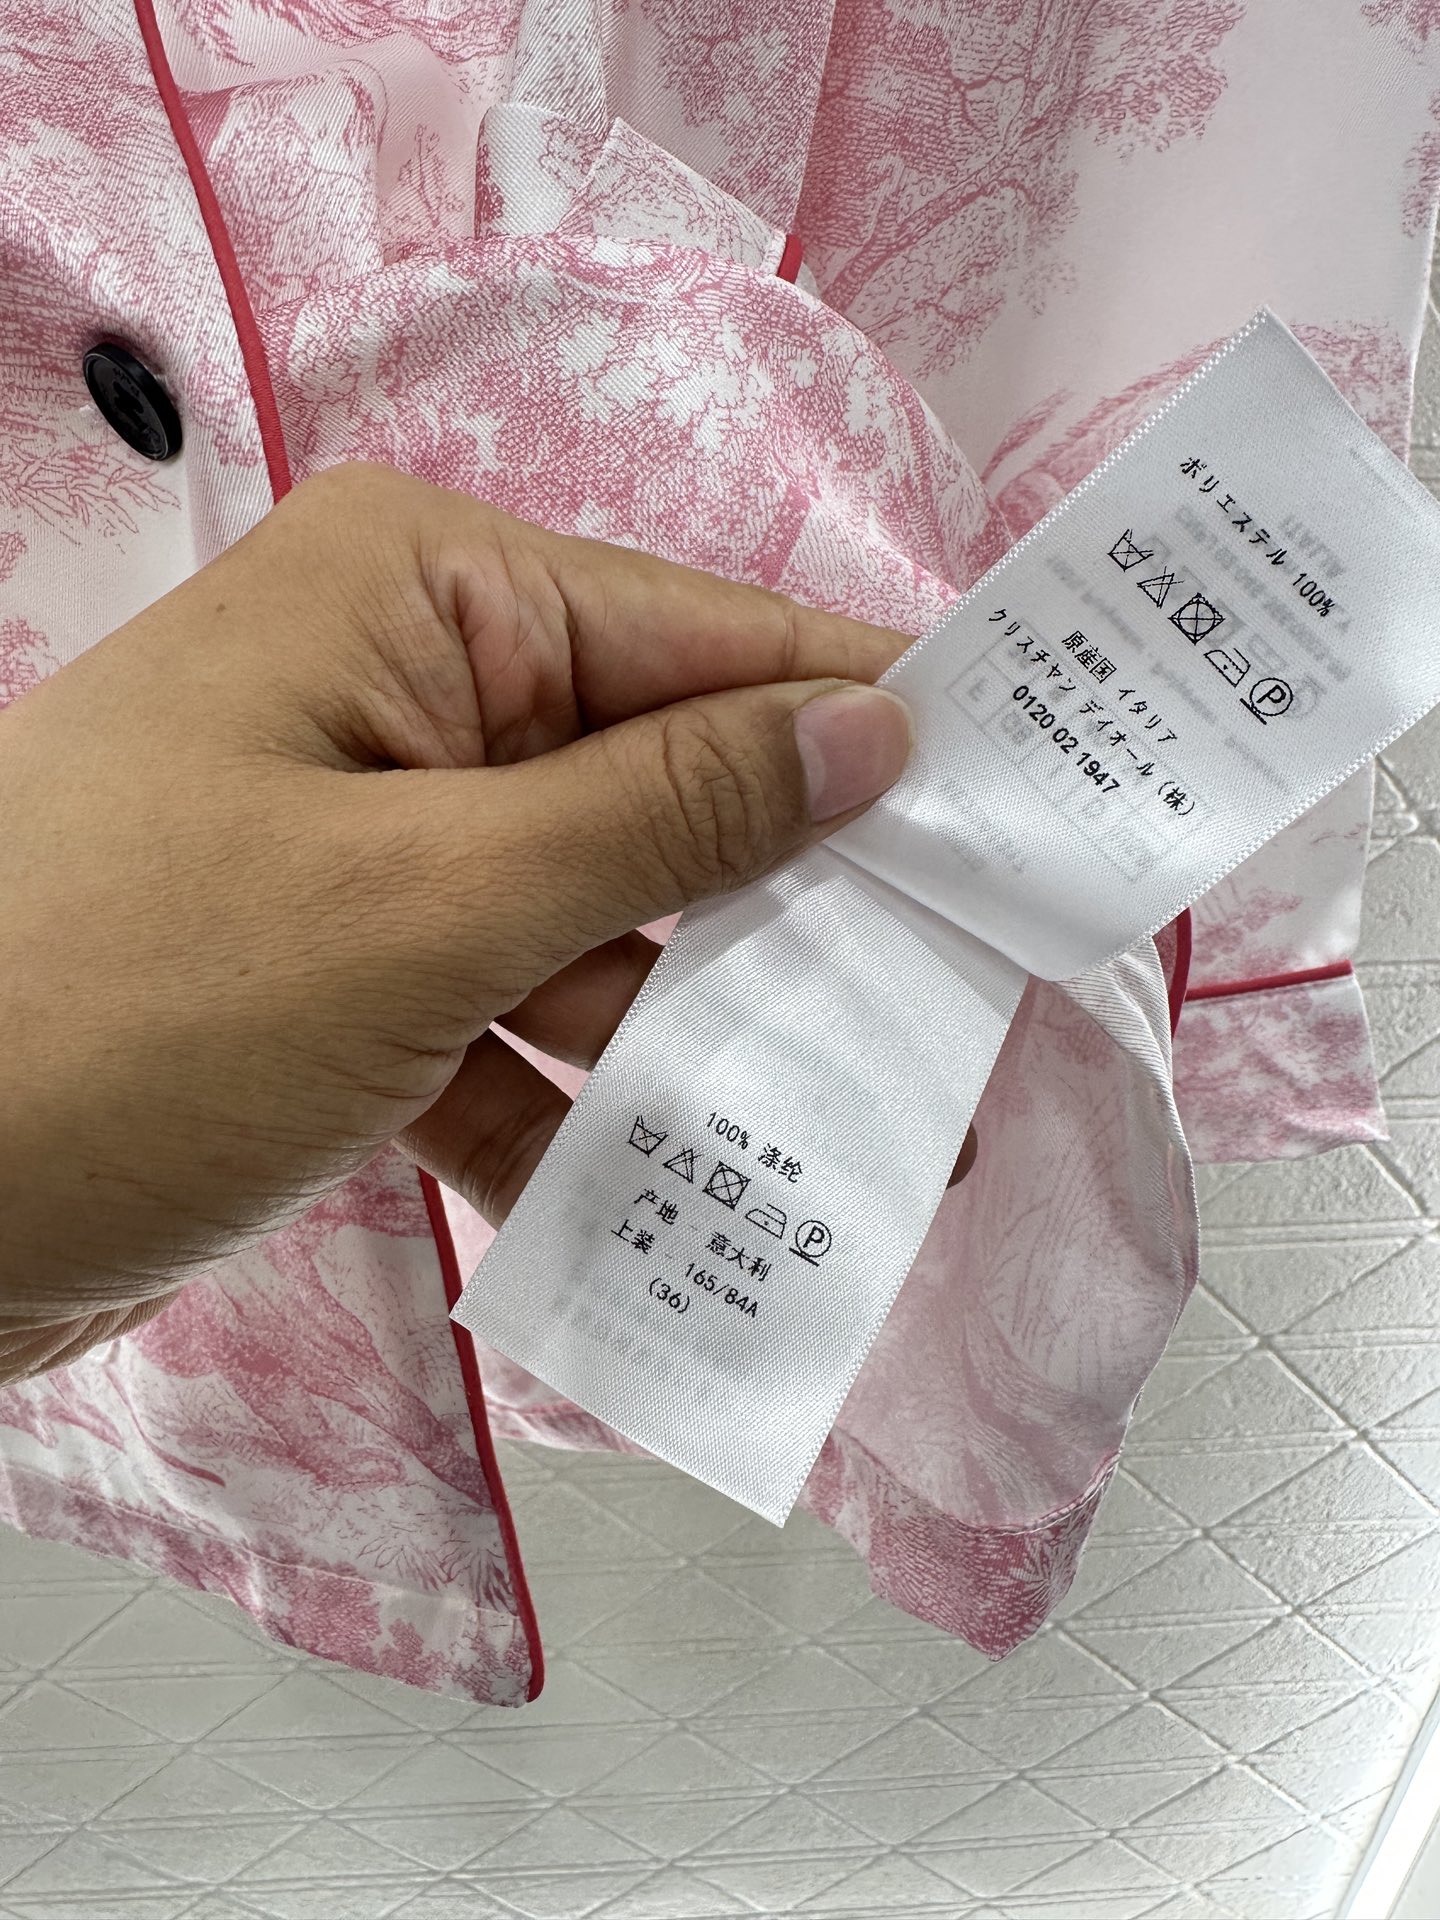 ポリエステル 100%
P
原産国 イタリア
クリスチャン ディオール (株)
0120 02 1947
100% 涤纶
P
产地 - 意大利
上装 - 165/84A
(36)